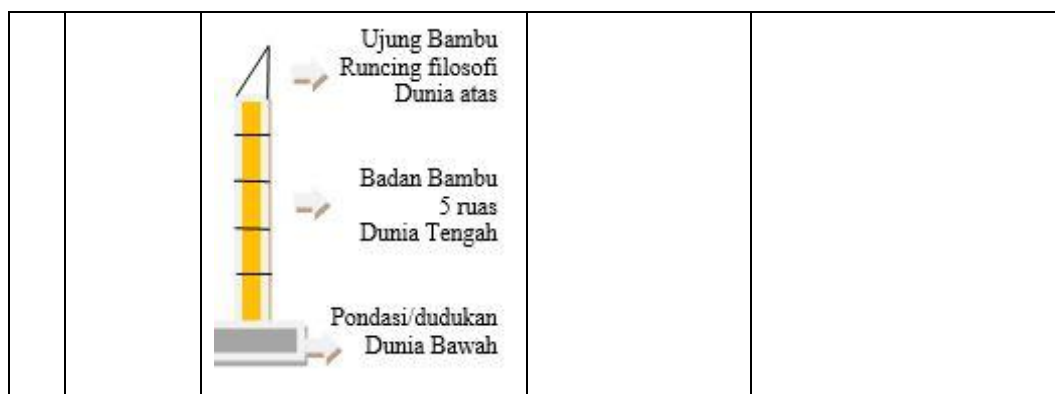 Ujung Bambu
Runcing filosofi
Dunia atas
Badan Bambu
5 ruas
Dunia Tengah
Pondasi/dudukan
Dunia Bawah